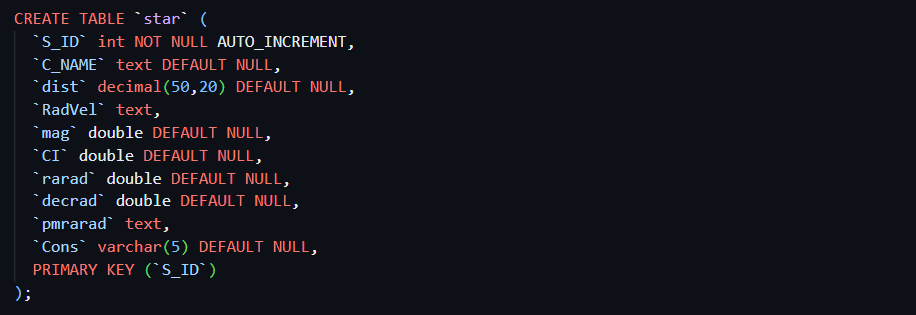 CREATE TABLE `star` (
`S_ID` int NOT NULL AUTO_INCREMENT,
`C_NAME` text DEFAULT NULL,
`dist` decimal(50,20) DEFAULT NULL,
`RadVel` text,
`mag` double DEFAULT NULL,
`CI` double DEFAULT NULL,
`rarad` double DEFAULT NULL,
`decrad` double DEFAULT NULL,
`pmrarad` text,
`Cons` varchar(5) DEFAULT NULL,
PRIMARY KEY (`S_ID`)
);